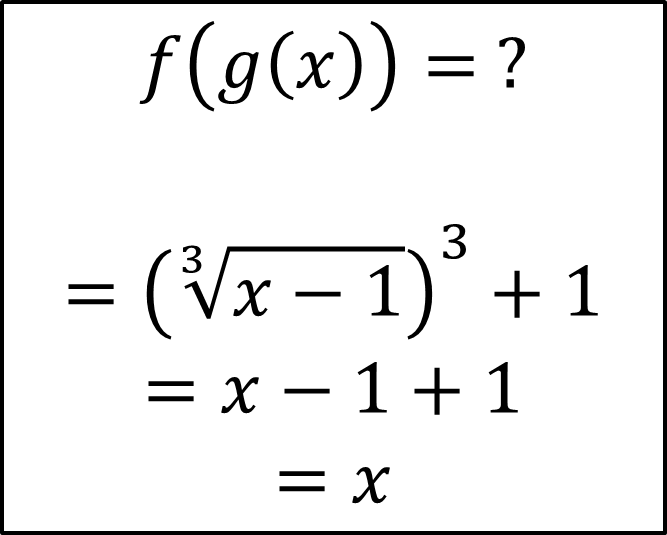 f(g(x)) = ?
= (∛(x − 1))³ + 1
= x − 1 + 1
= x